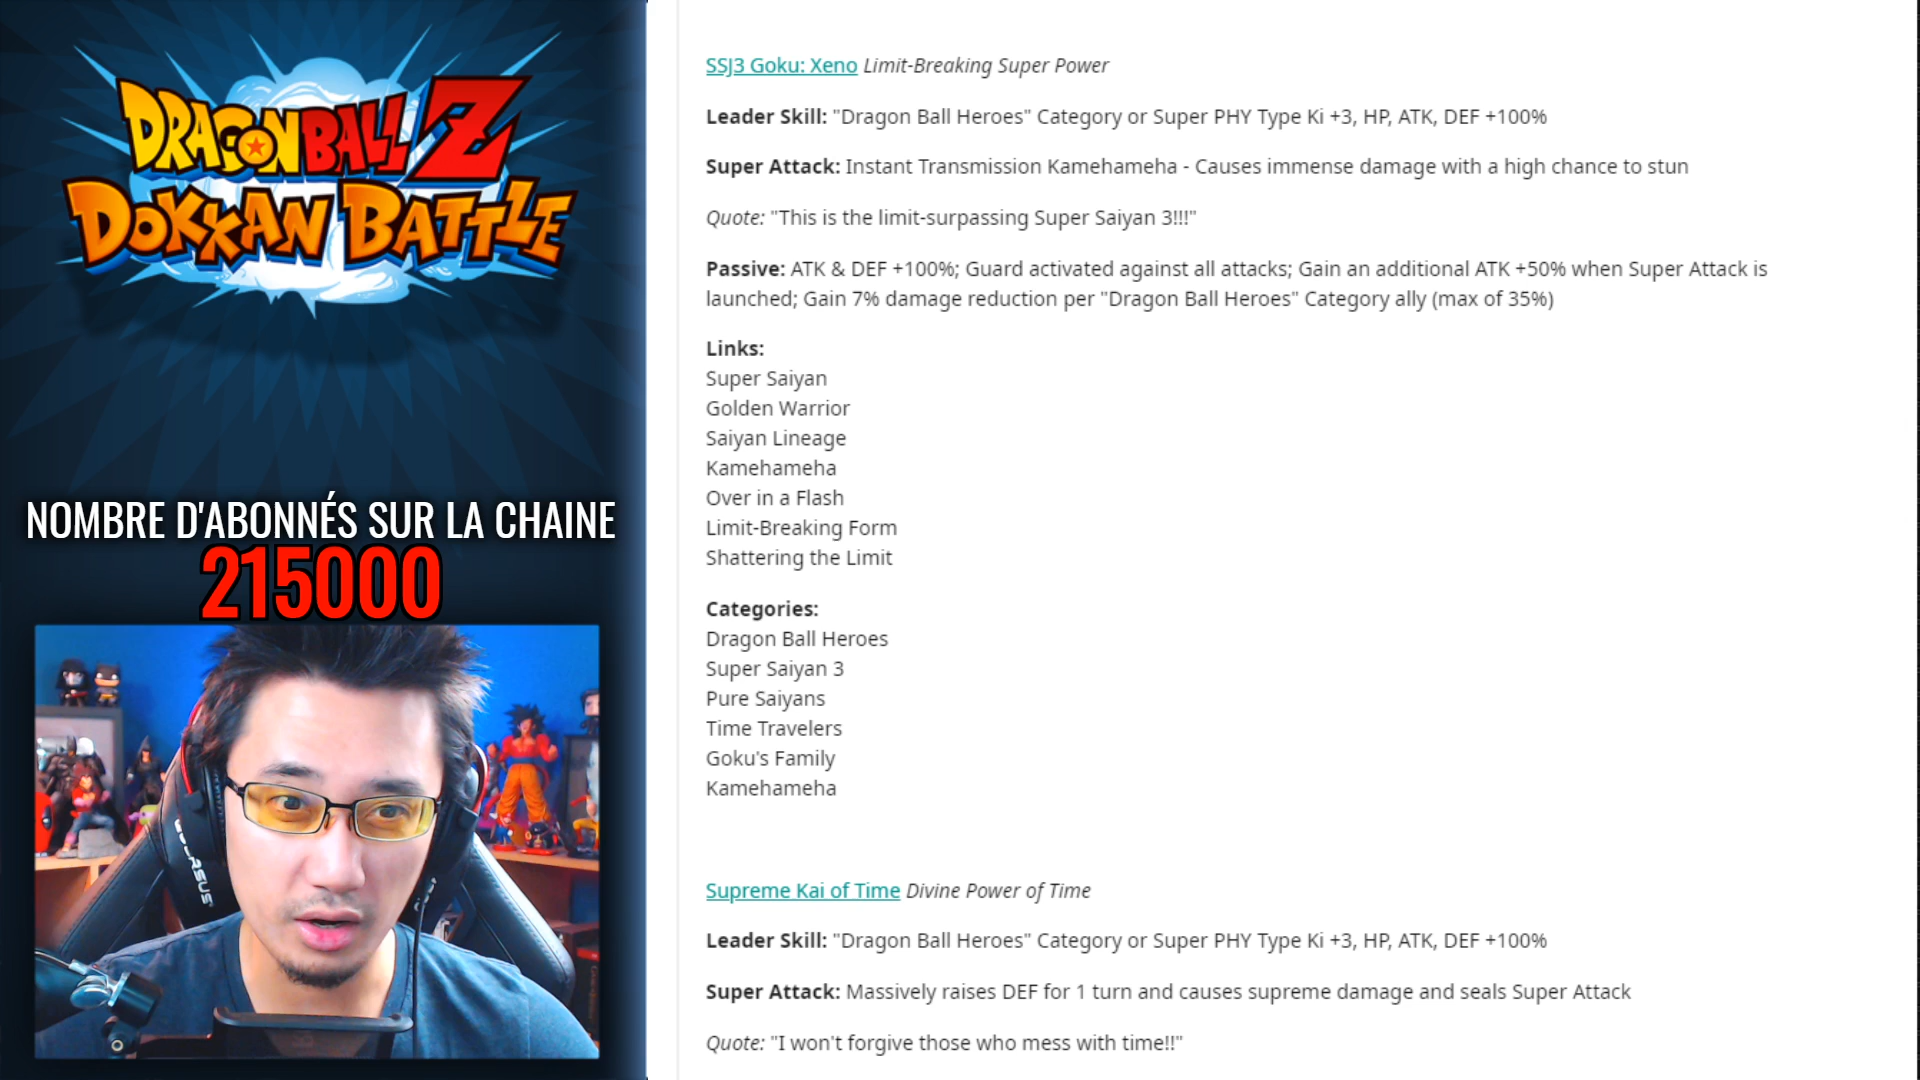 DRAGON BALL Z
DOKKAN BATTLE
NOMBRE D'ABONNÉS SUR LA CHAINE
215000
SSJ3 Goku: Xeno Limit-Breaking Super Power
Leader Skill: "Dragon Ball Heroes" Category or Super PHY Type Ki +3, HP, ATK, DEF +100%
Super Attack: Instant Transmission Kamehameha - Causes immense damage with a high chance to stun
Quote: "This is the limit-surpassing Super Saiyan 3!!!"
Passive: ATK & DEF +100%; Guard activated against all attacks; Gain an additional ATK +50% when Super Attack is
launched; Gain 7% damage reduction per "Dragon Ball Heroes" Category ally (max of 35%)
Links:
Super Saiyan
Golden Warrior
Saiyan Lineage
Kamehameha
Over in a Flash
Limit-Breaking Form
Shattering the Limit
Categories:
Dragon Ball Heroes
Super Saiyan 3
Pure Saiyans
Time Travelers
Goku's Family
Kamehameha
Supreme Kai of Time Divine Power of Time
Leader Skill: "Dragon Ball Heroes" Category or Super PHY Type Ki +3, HP, ATK, DEF +100%
Super Attack: Massively raises DEF for 1 turn and causes supreme damage and seals Super Attack
Quote: "I won't forgive those who mess with time!!"